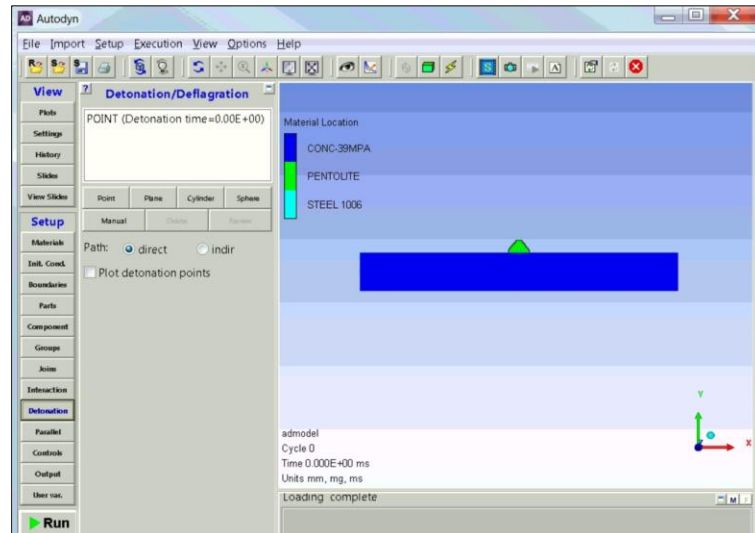 Autodyn
File Import Setup Execution View Options Help
View
Plots
Settings
History
Slides
View Slides
Setup
Materials
Init. Cond.
Boundaries
Parts
Component
Groups
Joins
Interaction
Detonation
Parallel
Controls
Output
User var.
Run
? Detonation/Deflagration
POINT (Detonation time=0.00E+00)
Point Plane Cylinder Sphere
Manual Delete Review
Path: direct indir
Plot detonation points
Material Location
CONC-39MPA
PENTOLITE
STEEL 1006
Y
X
admodel
Cycle 0
Time 0.000E+00 ms
Units mm, mg, ms
Loading complete